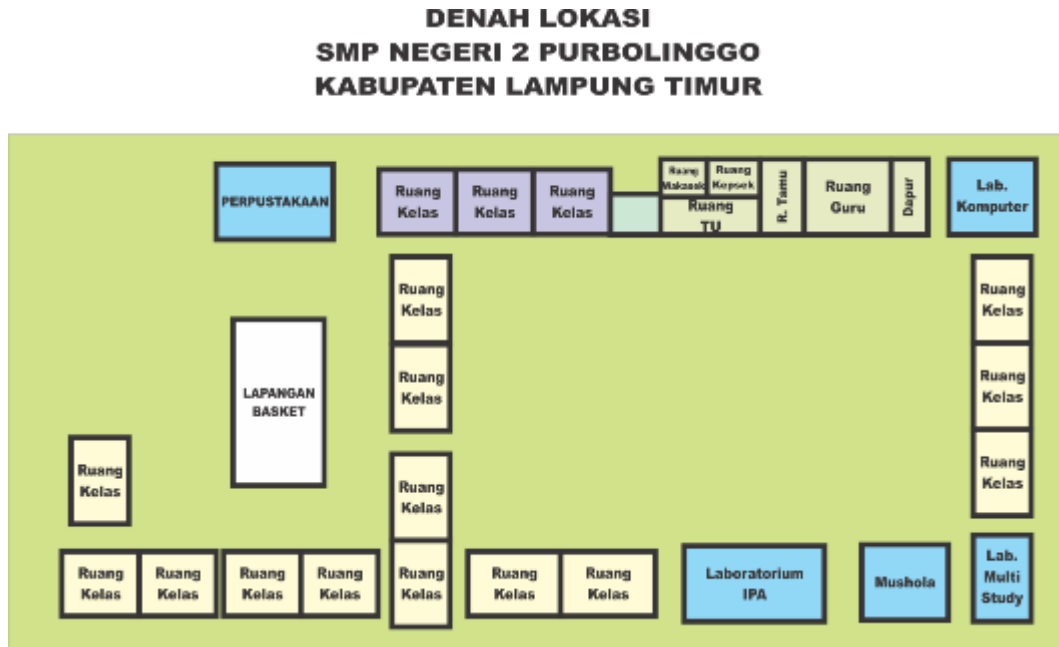 DENAH LOKASI
SMP NEGERI 2 PURBOLINGGO
KABUPATEN LAMPUNG TIMUR
PERPUSTAKAAN
Ruang
Kelas
Ruang
Kelas
Ruang
Kelas
Ruang
Ruang
Kepsek
Ruang
TU
R. Tamu
Ruang
Guru
Dapur
Lab.
Komputer
Ruang
Kelas
Ruang
Kelas
Ruang
Kelas
Ruang
Kelas
LAPANGAN
BASKET
Ruang
Kelas
Ruang
Kelas
Ruang
Kelas
Ruang
Kelas
Ruang
Kelas
Ruang
Kelas
Ruang
Kelas
Ruang
Kelas
Ruang
Kelas
Ruang
Kelas
Ruang
Kelas
Laboratorium
IPA
Mushola
Lab.
Multi
Study